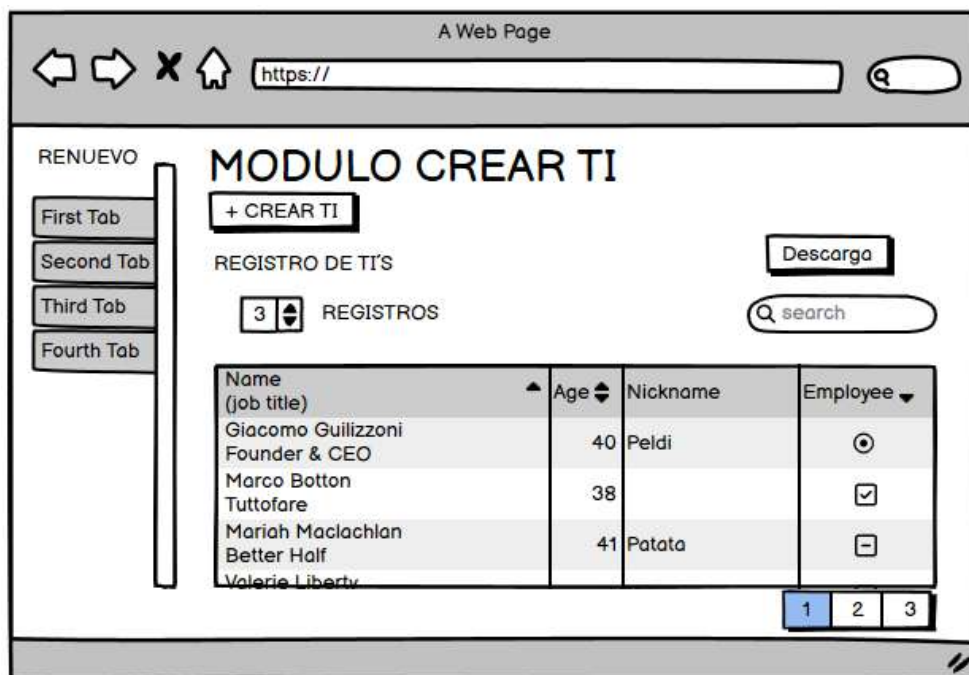 A Web Page
https://
RENUEVO
First Tab
Second Tab
Third Tab
Fourth Tab
MODULO CREAR TI
+ CREAR TI
REGISTRO DE TI'S
Descarga
3 REGISTROS
search
Name
(job title)
Age
Nickname
Employee
Giacomo Guilizzoni
Founder & CEO
40
Peldi
Marco Botton
Tuttofare
38
Mariah Maclachlan
Better Half
41
Patata
Valerie Liberty
1 2 3